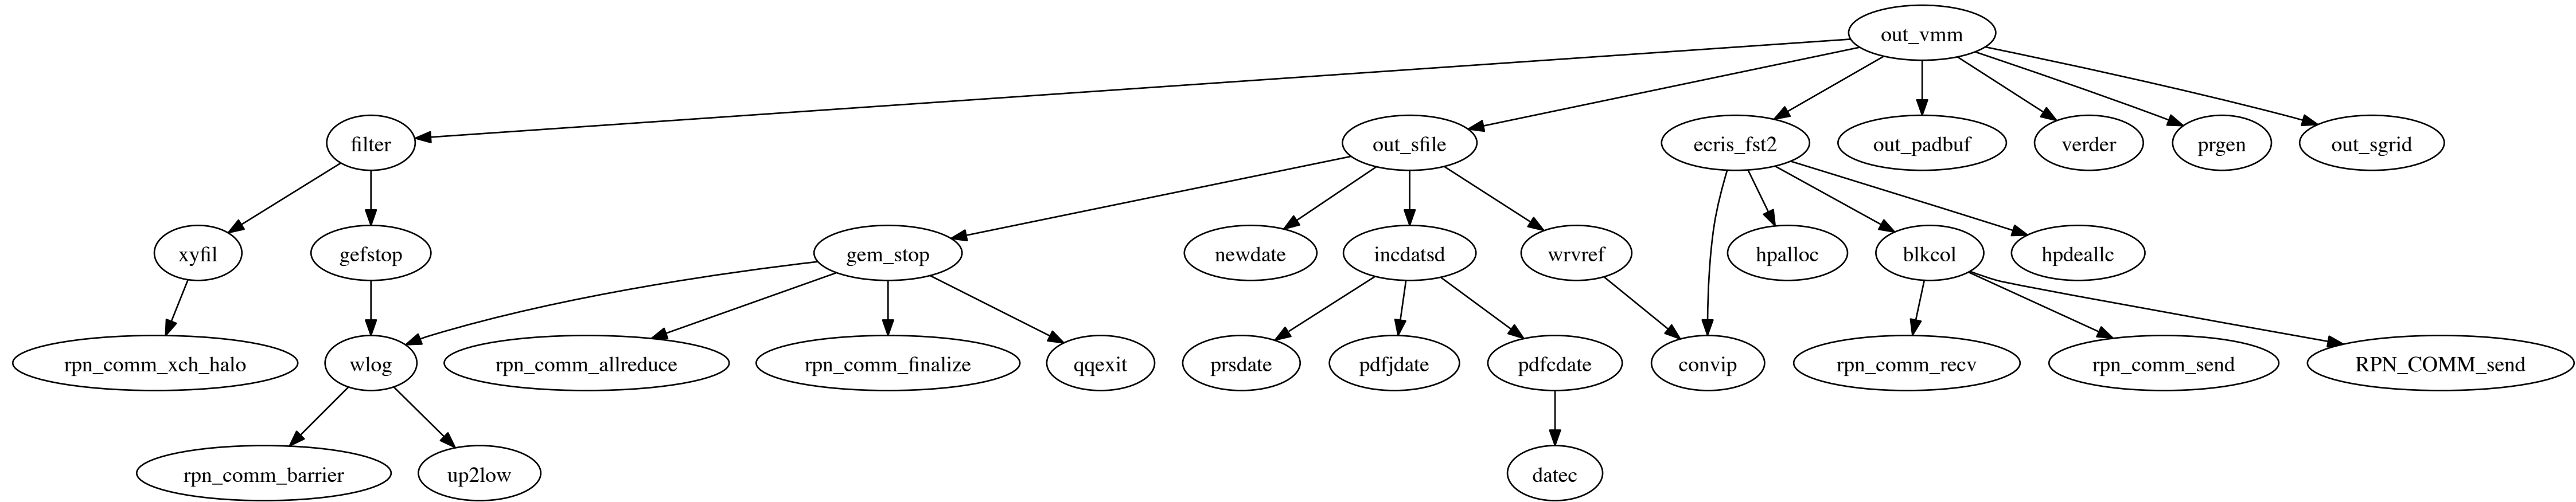 out_vmm
filter
out_sfile
ecris_fst2
out_padbuf
verder
prgen
out_sgrid
xyfil
gefstop
gem_stop
newdate
incdatsd
wrvref
hpalloc
blkcol
hpdeallc
rpn_comm_xch_halo
wlog
rpn_comm_allreduce
rpn_comm_finalize
qqexit
prsdate
pdfjdate
pdfcdate
convip
rpn_comm_recv
rpn_comm_send
RPN_COMM_send
rpn_comm_barrier
up2low
datec